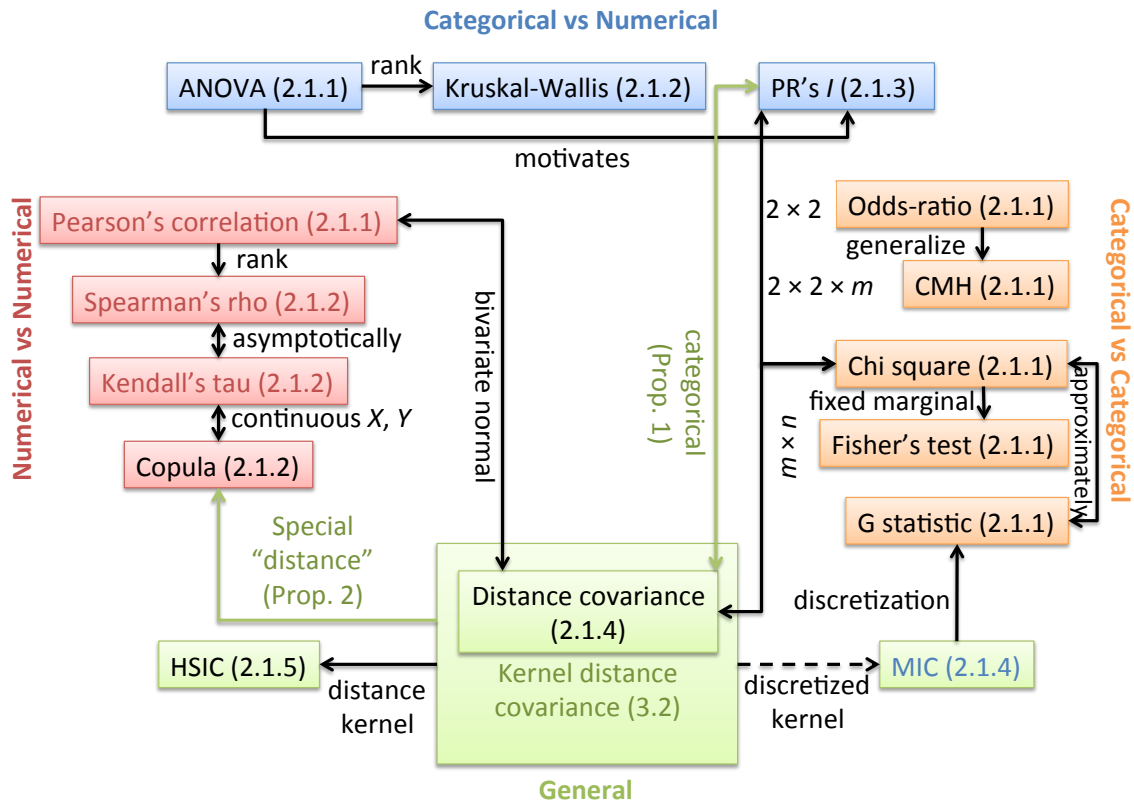 Categorical vs Numerical
ANOVA (2.1.1)
rank
Kruskal-Wallis (2.1.2)
PR's I (2.1.3)
motivates
Numerical vs Numerical
Pearson's correlation (2.1.1)
rank
Spearman's rho (2.1.2)
asymptotically
Kendall's tau (2.1.2)
continuous X, Y
Copula (2.1.2)
bivariate normal
categorical
(Prop. 1)
2 × 2
2 × 2 × m
m × n
Odds-ratio (2.1.1)
generalize
CMH (2.1.1)
Chi square (2.1.1)
fixed marginal
Fisher's test (2.1.1)
approximately
G statistic (2.1.1)
Categorical vs Categorical
Special
"distance"
(Prop. 2)
Distance covariance
(2.1.4)
Kernel distance
covariance (3.2)
HSIC (2.1.5)
distance
kernel
discretized
kernel
discretization
MIC (2.1.4)
General